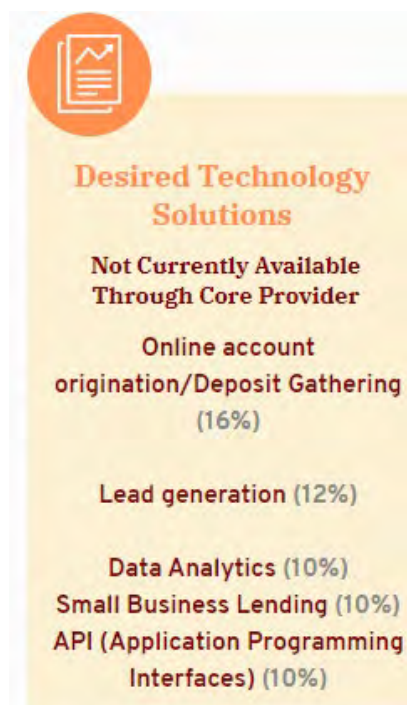 Desired Technology
Solutions
Not Currently Available
Through Core Provider
Online account
origination/Deposit Gathering
(16%)
Lead generation (12%)
Data Analytics (10%)
Small Business Lending (10%)
API (Application Programming
Interfaces) (10%)